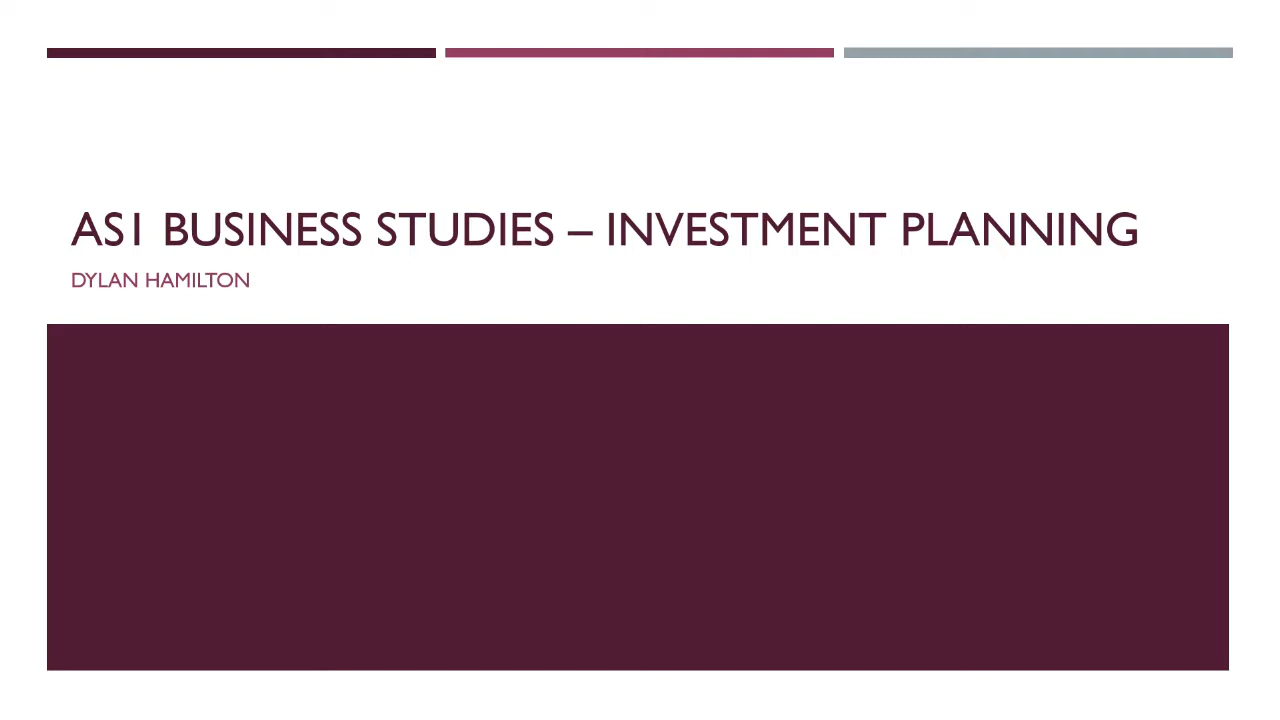 AS1 BUSINESS STUDIES – INVESTMENT PLANNING
DYLAN HAMILTON